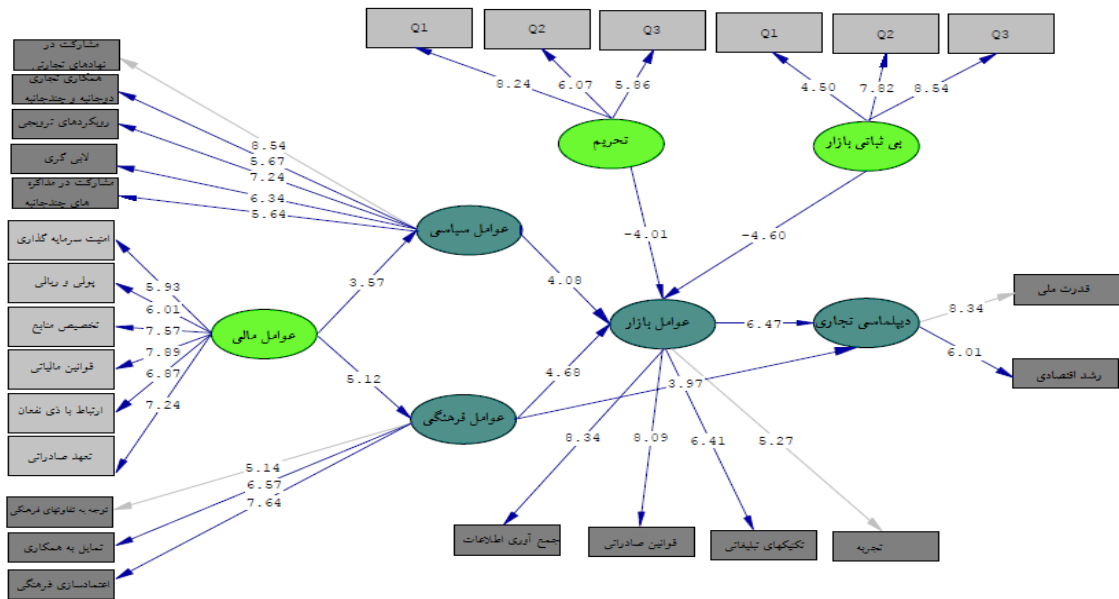 Q1
Q2
Q3
Q1
Q2
Q3
8.24
6.07
5.86
4.50
7.82
8.54
تحریم
بی ثباتی بازار
مشارکت در
نهادهای تجارتی
همکاری تجاری
دوجانبه و چندجانبه
رویکردهای ترویجی
لابی گری
مشارکت در مذاکره
های چندجانبه
8.54
5.67
7.24
6.34
5.64
عوامل سیاسی
-4.01
-4.60
امنیت سرمایه گذاری
پولی و ریالی
تخصیص منابع
قوانین مالیاتی
ارتباط با ذی نفعان
تعهد صادراتی
5.93
6.01
7.57
7.89
6.87
7.24
عوامل مالی
3.57
5.12
4.08
4.68
عوامل بازار
6.47
دیپلماسی تجاری
8.34
6.01
قدرت ملی
رشد اقتصادی
3.97
عوامل فرهنگی
5.14
6.57
7.64
توجه به تفاوتهای فرهنگی
تمایل به همکاری
اعتمادسازی فرهنگی
8.34
8.09
6.41
5.27
جمع آوری اطلاعات
قوانین صادراتی
تکنیکهای تبلیغاتی
تجربه